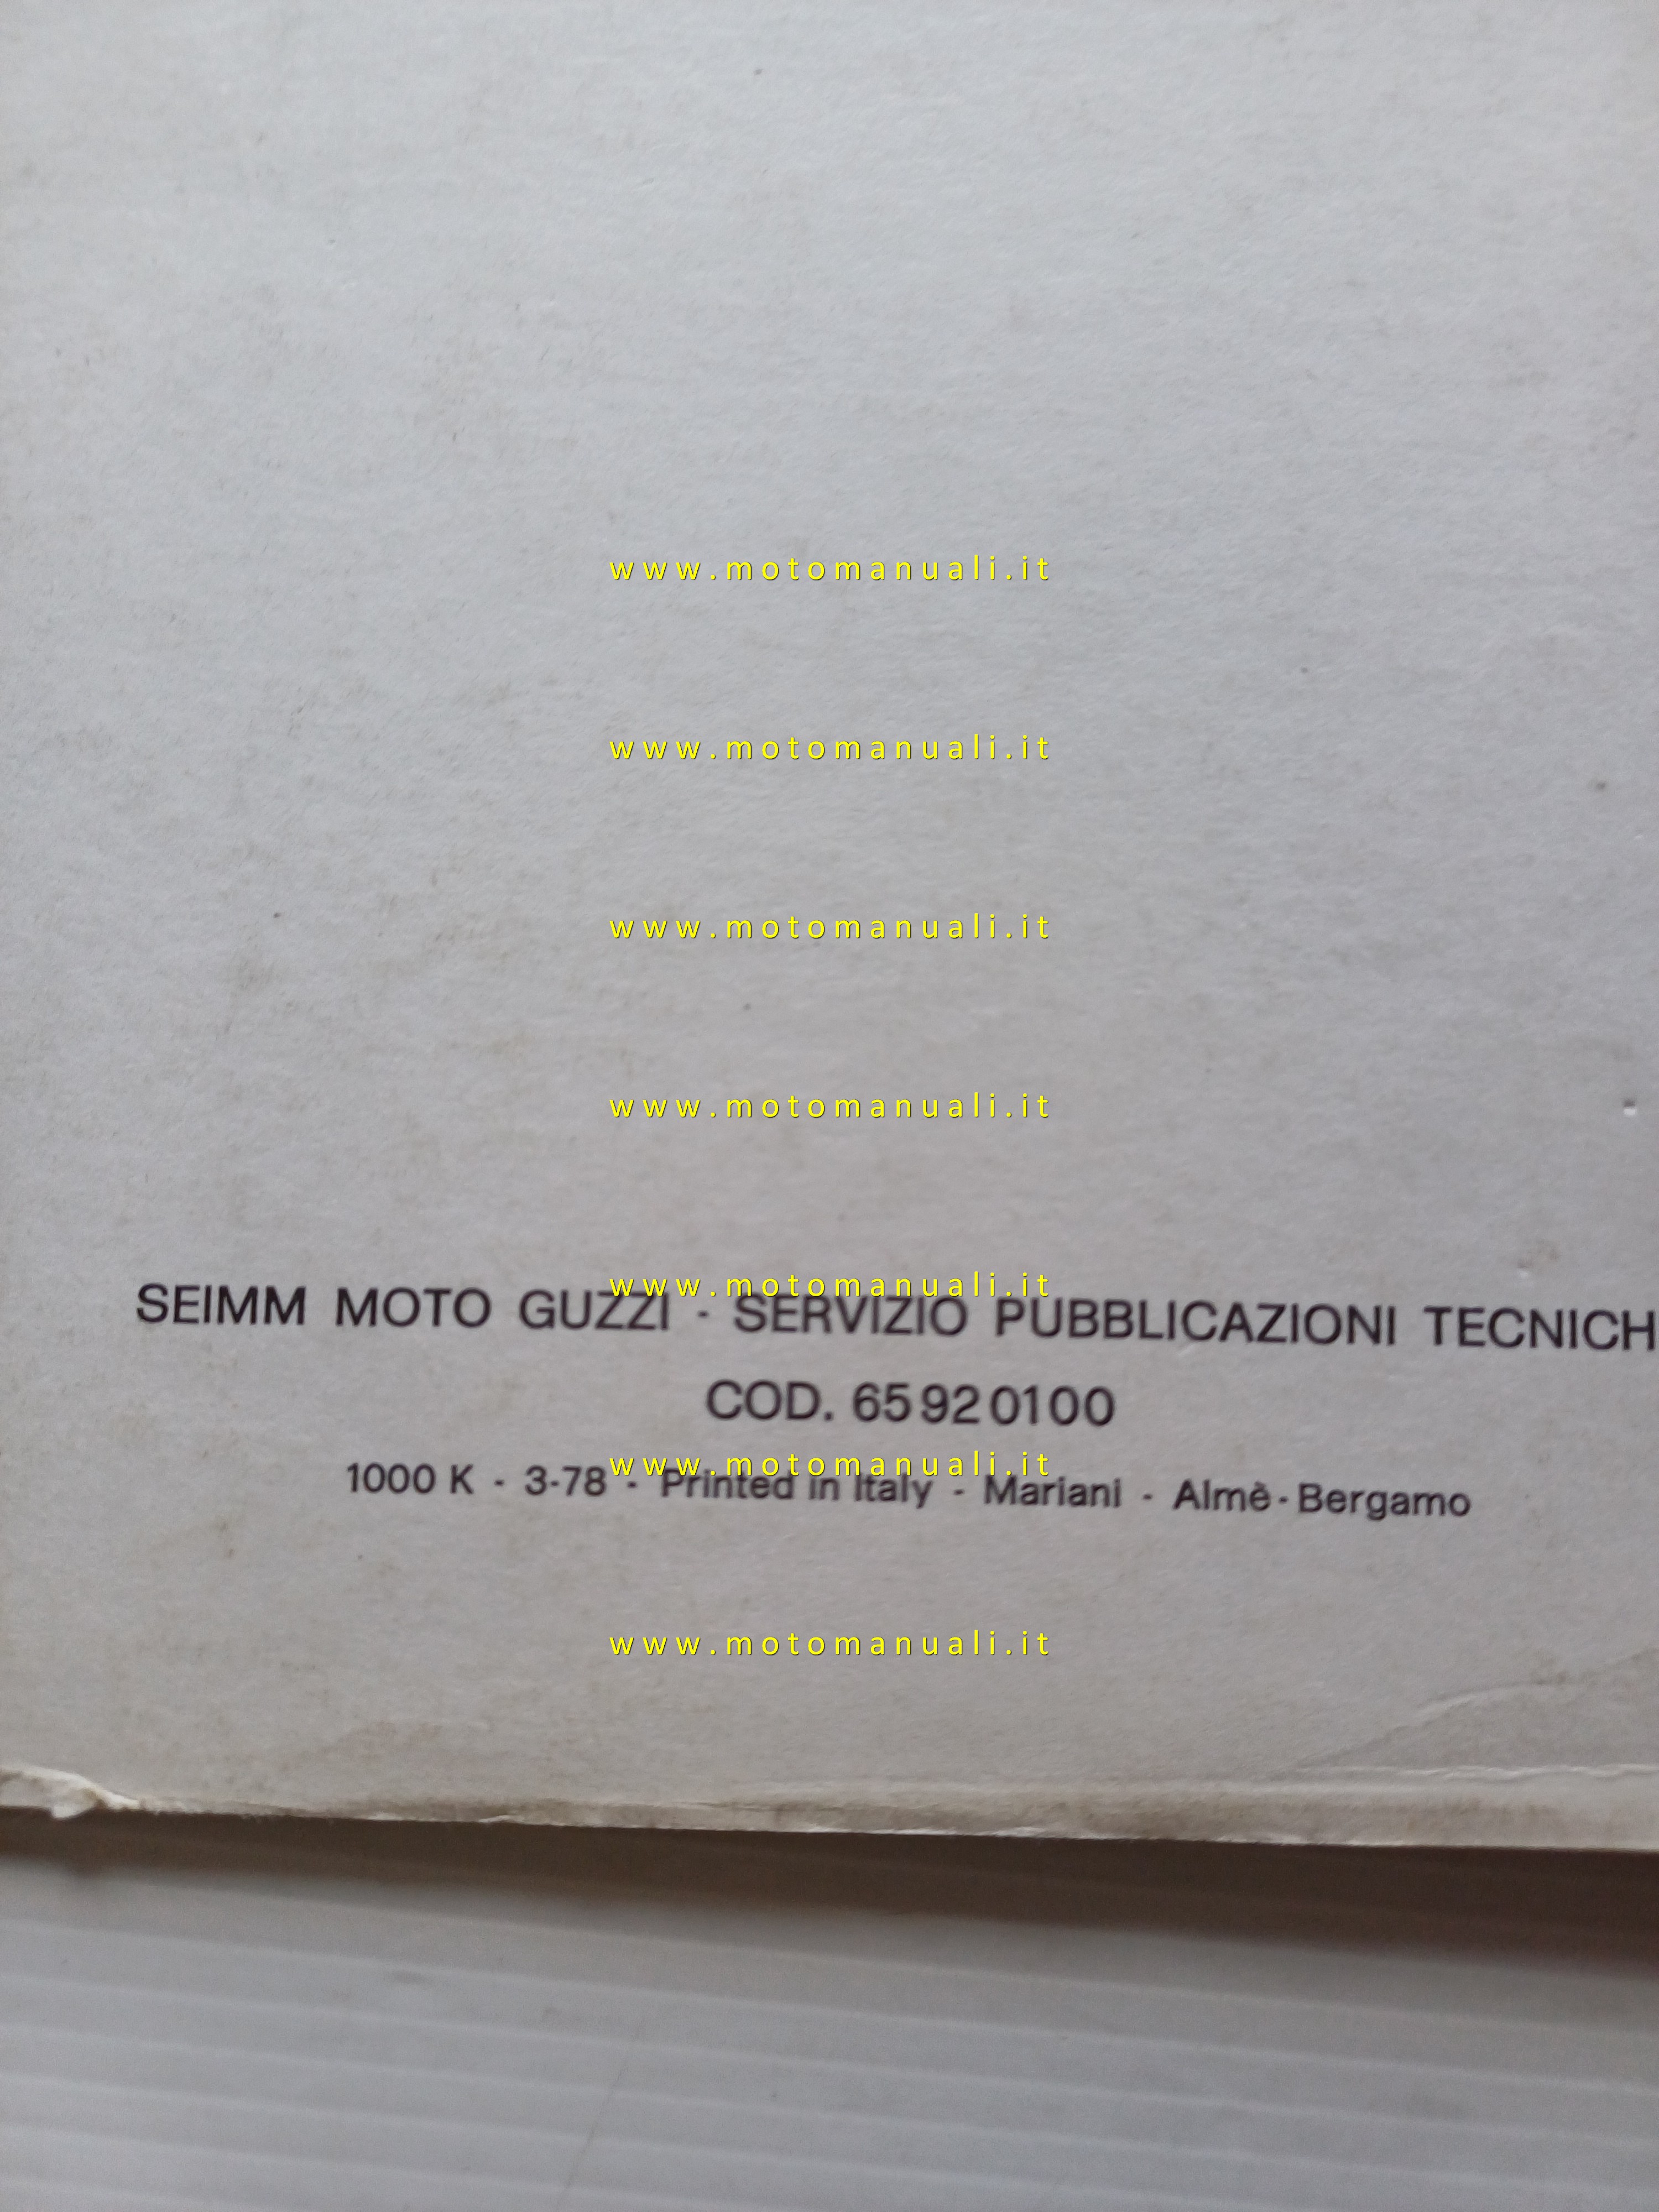 www.motomanuali.it
www.motomanuali.it
www.motomanuali.it
www.motomanuali.it
www.motomanuali.it
SEIMM MOTO GUZZI - SERVIZIO PUBBLICAZIONI TECNICH
COD. 65920100
www.motomanuali.it
1000 K - 3-78 - Printed in Italy - Mariani - Almè - Bergamo
www.motomanuali.it